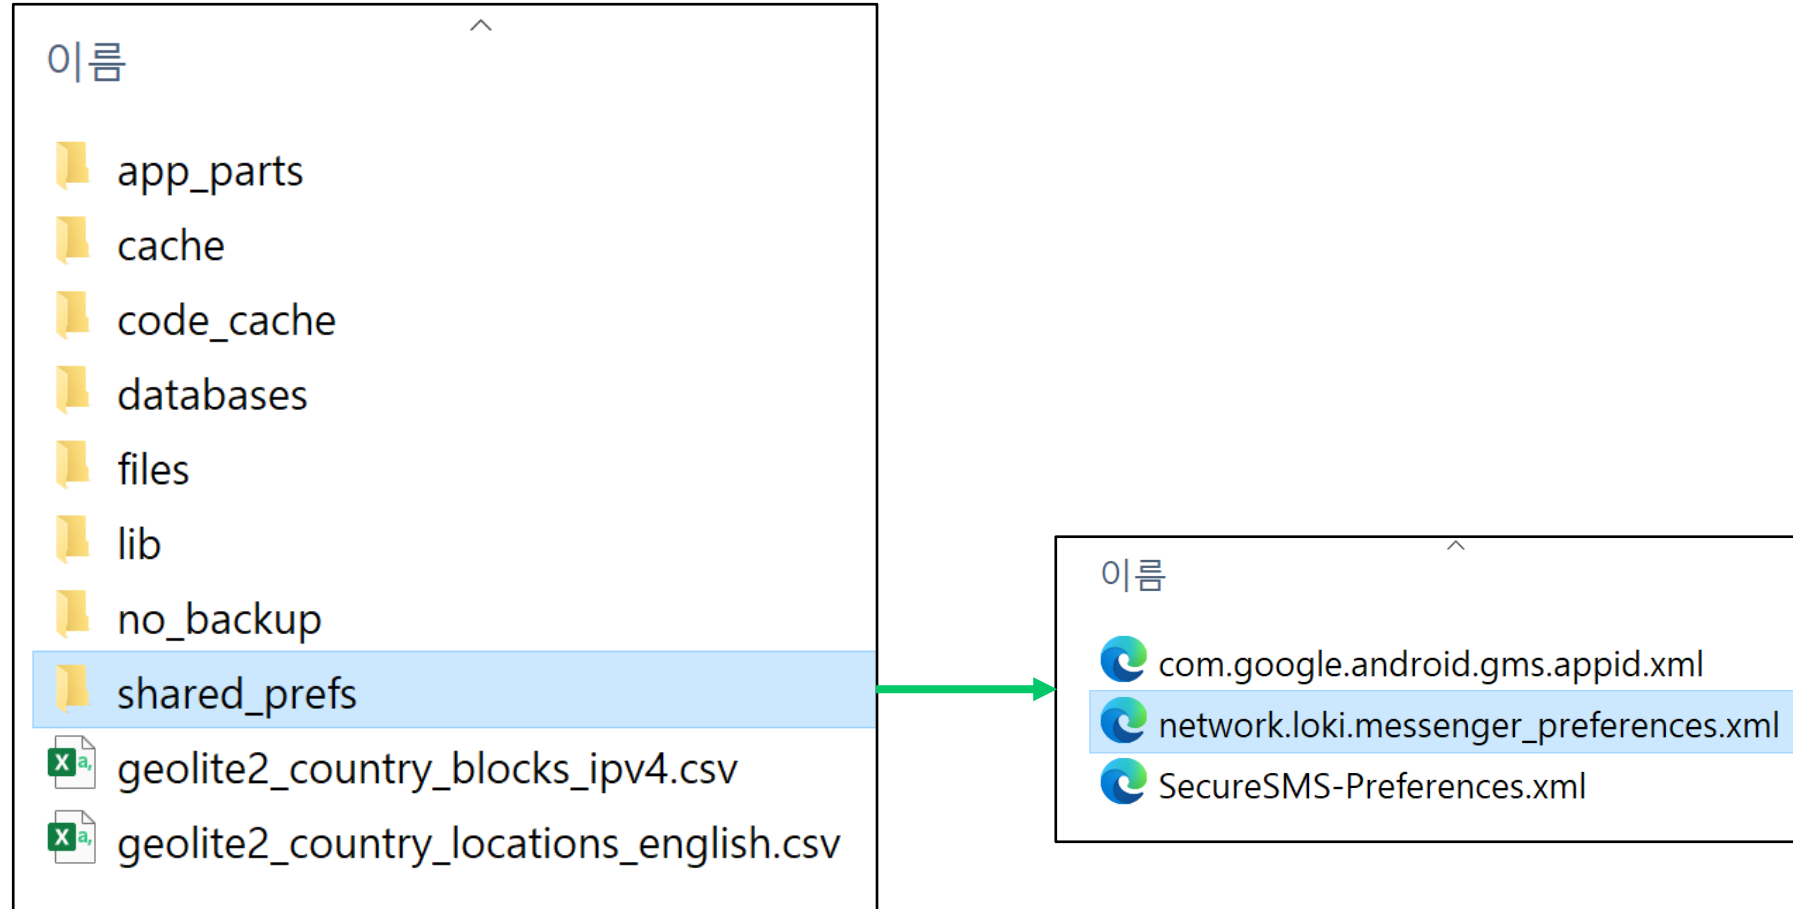 이름
app_parts
cache
code_cache
databases
files
lib
no_backup
shared_prefs
geolite2_country_blocks_ipv4.csv
geolite2_country_locations_english.csv
이름
com.google.android.gms.appid.xml
network.loki.messenger_preferences.xml
SecureSMS-Preferences.xml